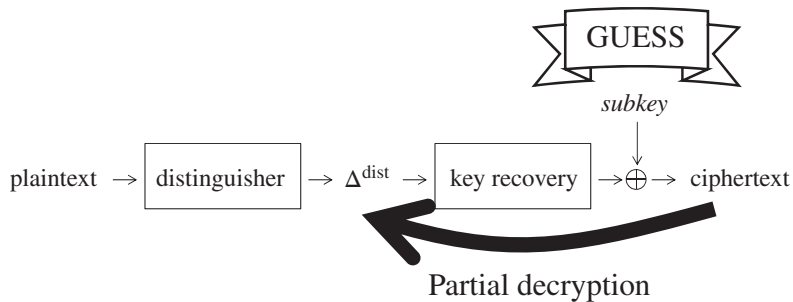 GUESS
subkey
plaintext → distinguisher → Δ^dist → key recovery → ⊕ → ciphertext
Partial decryption